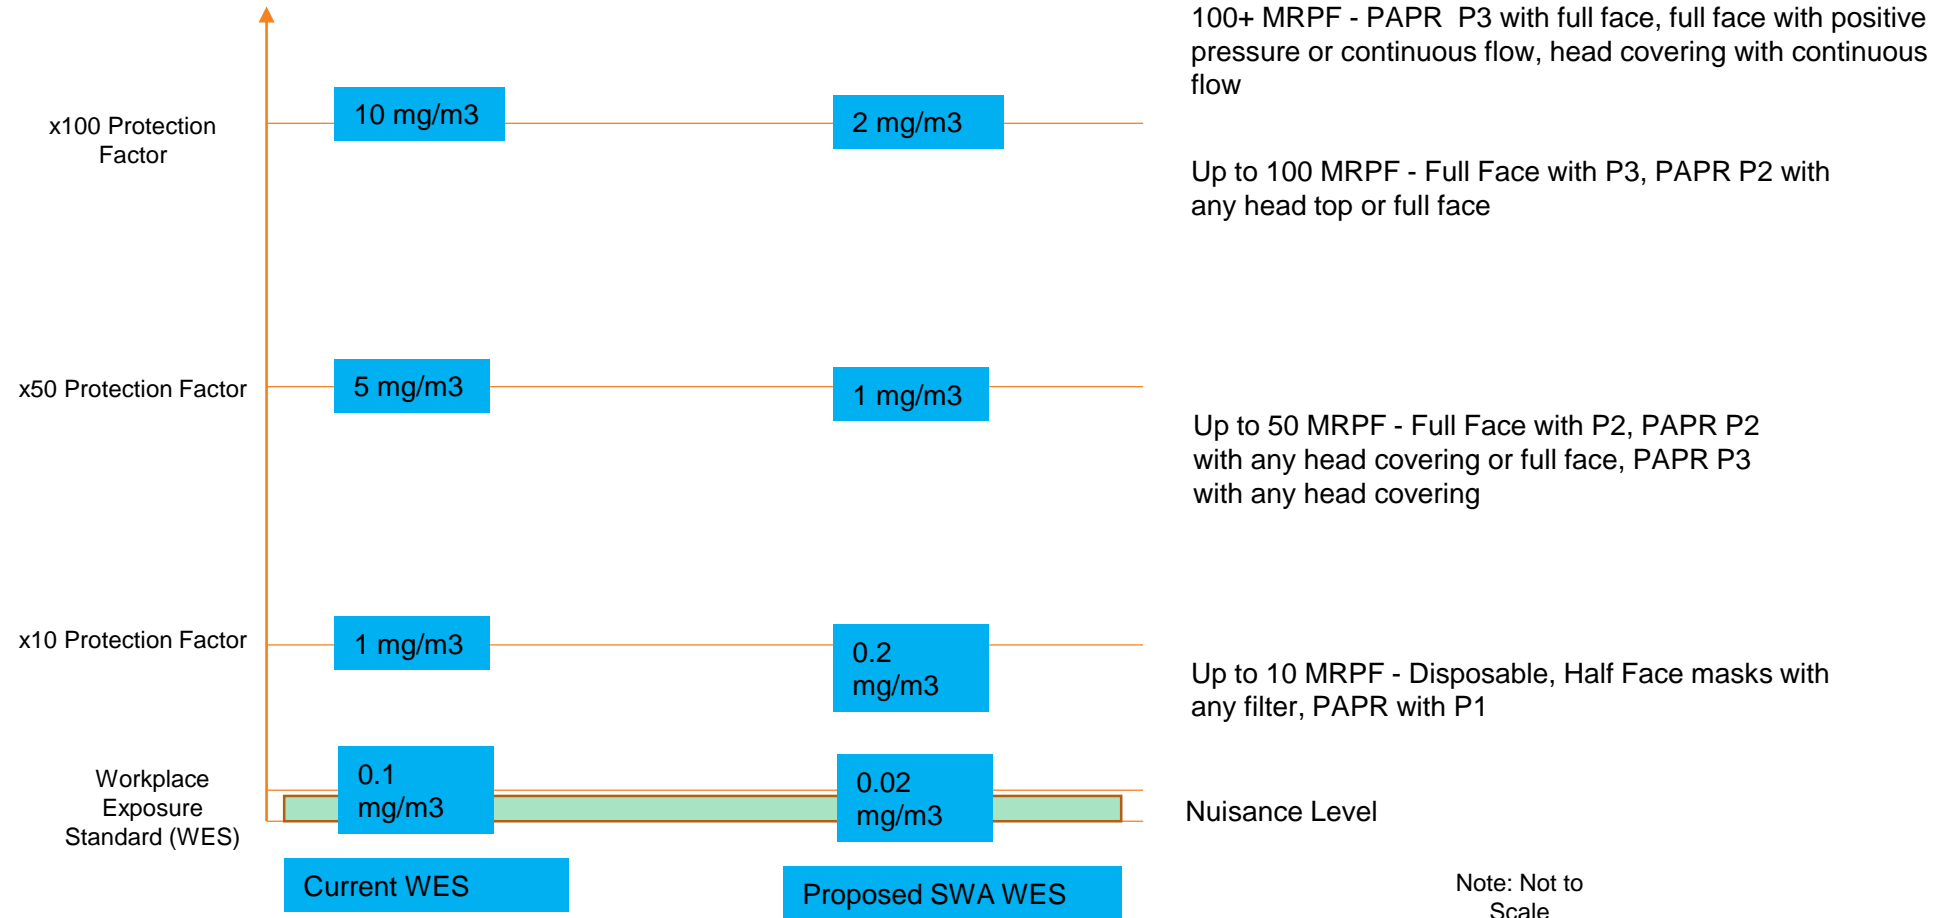 100+ MRPF - PAPR  P3 with full face, full face with positive
pressure or continuous flow, head covering with continuous
flow
x100 Protection
Factor
10 mg/m3
2 mg/m3
Up to 100 MRPF - Full Face with P3, PAPR P2 with
any head top or full face
x50 Protection Factor
5 mg/m3
1 mg/m3
Up to 50 MRPF - Full Face with P2, PAPR P2
with any head covering or full face, PAPR P3
with any head covering
x10 Protection Factor
1 mg/m3
0.2
mg/m3
Up to 10 MRPF - Disposable, Half Face masks with
any filter, PAPR with P1
Workplace
Exposure
Standard (WES)
0.1
mg/m3
0.02
mg/m3
Nuisance Level
Current WES
Proposed SWA WES
Note: Not to
Scale